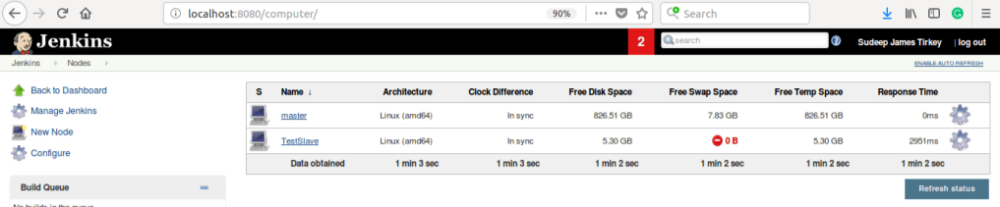 localhost:8080/computer/
90%
Search
Jenkins
2
search
Sudeep James Tirkey
| log out
Jenkins
Nodes
ENABLE AUTO REFRESH
Back to Dashboard
Manage Jenkins
New Node
Configure
Build Queue
No builds in the queue.
S Name ↓ Architecture Clock Difference Free Disk Space Free Swap Space Free Temp Space Response Time
master Linux (amd64) In sync 826.51 GB 7.83 GB 826.51 GB 0ms
TestSlave Linux (amd64) In sync 5.30 GB 0 B 5.30 GB 2951ms
Data obtained 1 min 3 sec 1 min 3 sec 1 min 2 sec 1 min 2 sec 1 min 2 sec 1 min 2 sec
Refresh status